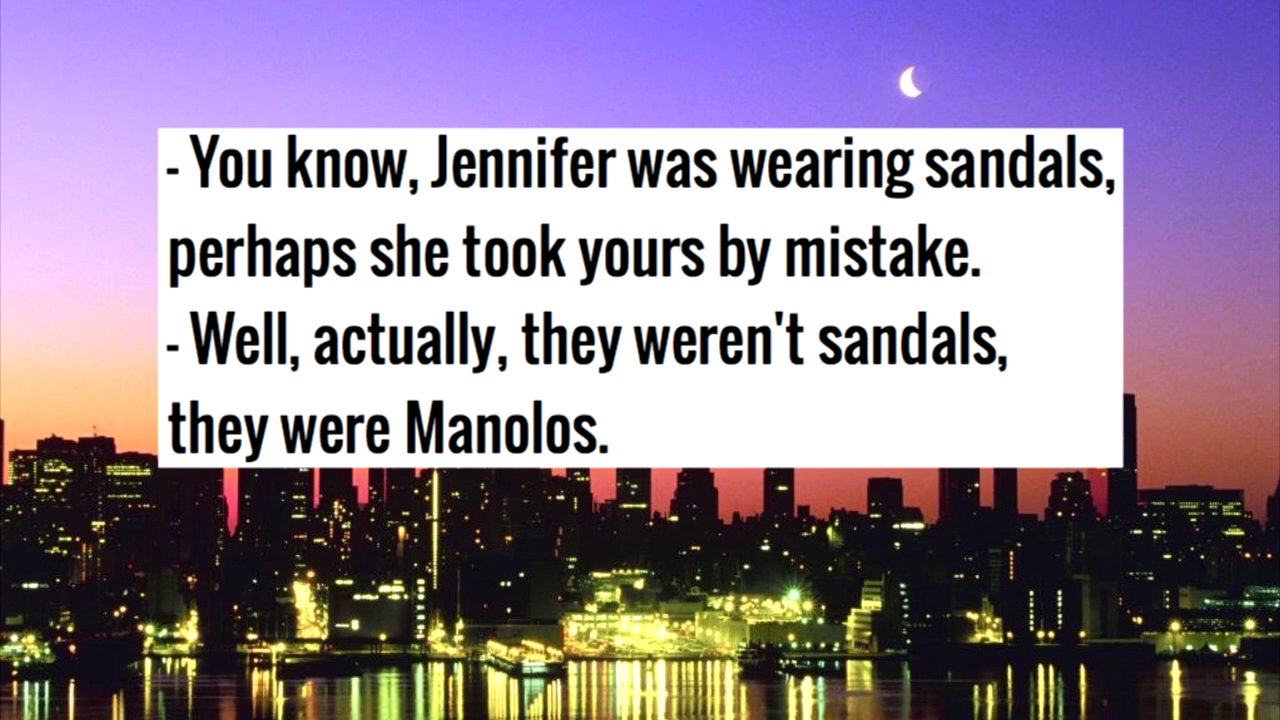 - You know, Jennifer was wearing sandals,
perhaps she took yours by mistake.
- Well, actually, they weren't sandals,
they were Manolos.